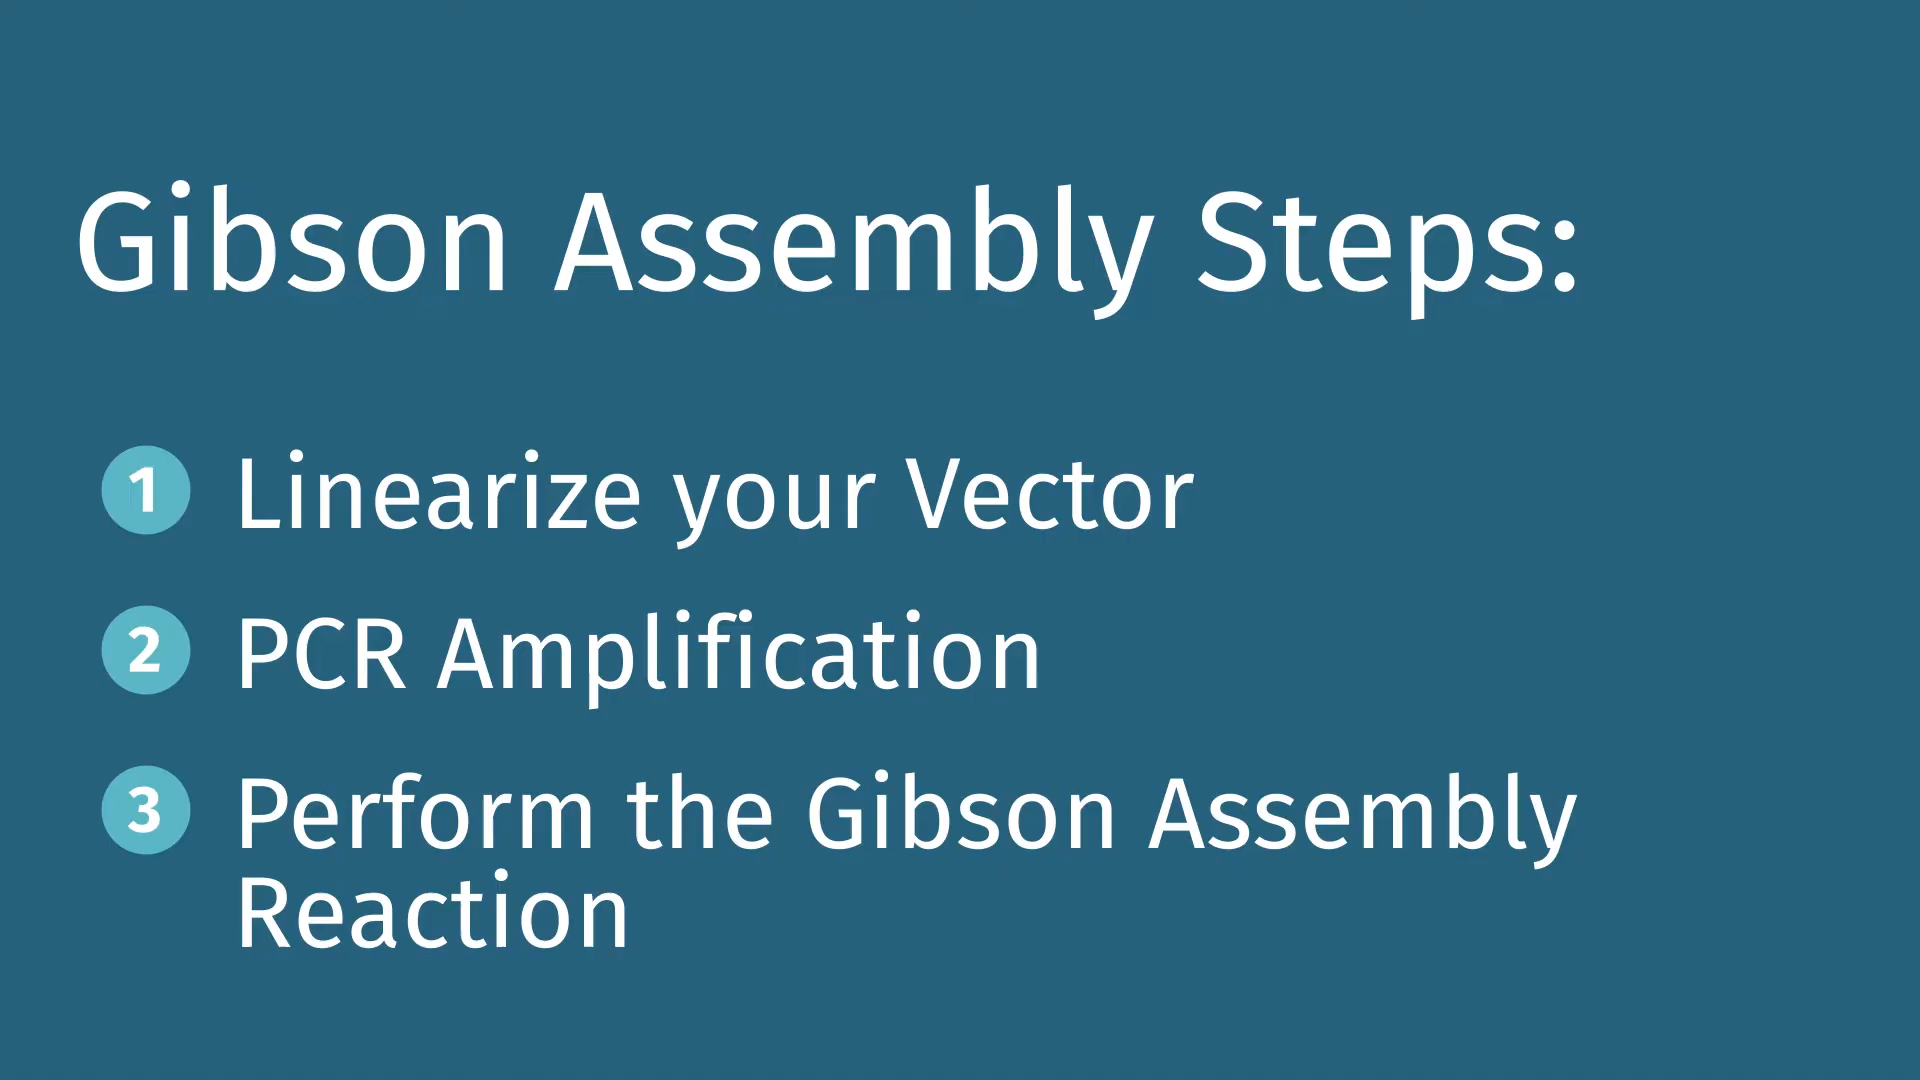 Gibson Assembly Steps:
1 Linearize your Vector
2 PCR Amplification
3 Perform the Gibson Assembly
Reaction